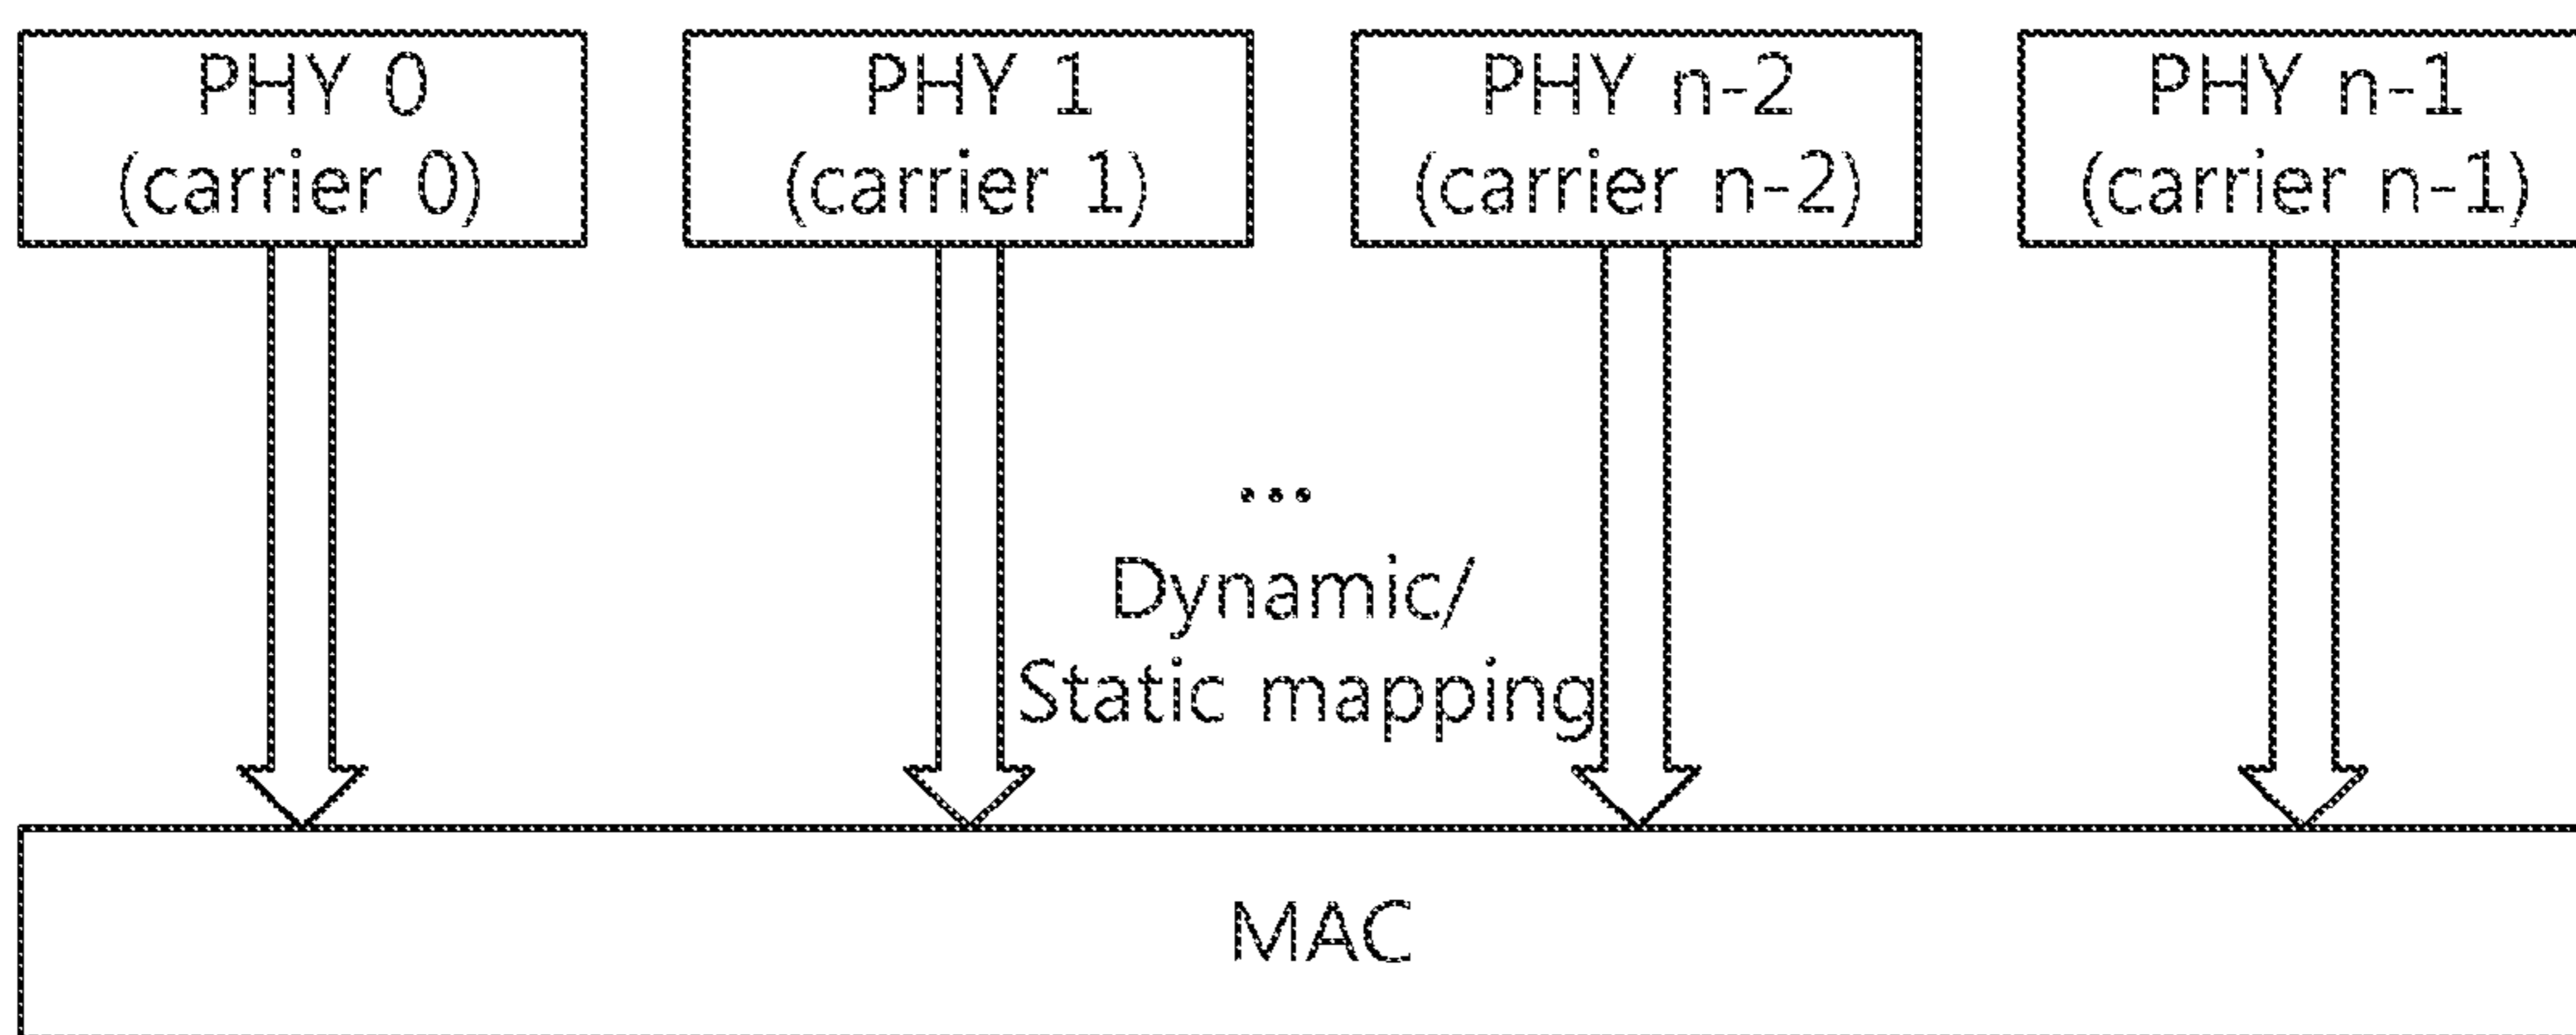 PHY 0
(carrier 0)
PHY 1
(carrier 1)
PHY n-2
(carrier n-2)
PHY n-1
(carrier n-1)
...
Dynamic/
Static mapping
MAC